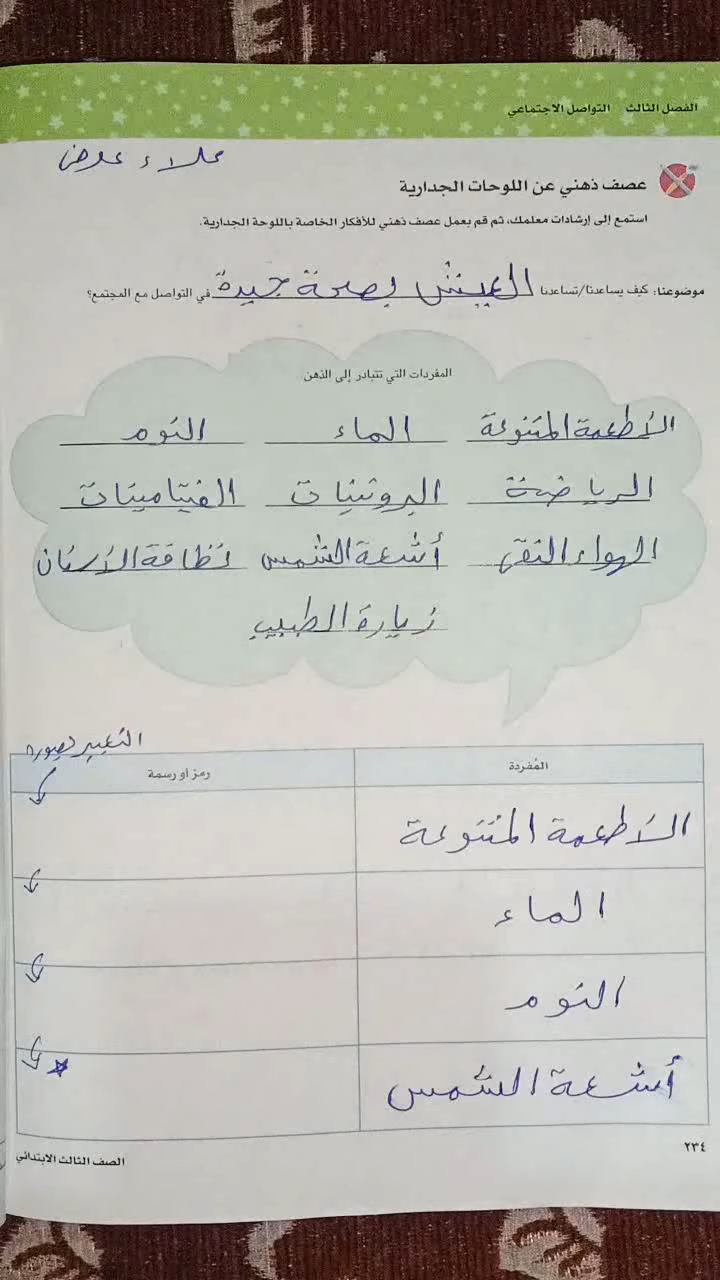 الفصل الثالث التواصل الاجتماعي
علاء عوض
عصف ذهني عن اللوحات الجدارية
استمع إلى إرشادات معلمك، ثم قم بعمل عصف ذهني للأفكار الخاصة باللوحة الجدارية.
موضوعنا: كيف يساعدنا/تساعدنا العيش بصحة جيدة في التواصل مع المجتمع؟
المفردات التي تتبادر إلى الذهن
الأطعمة المتنوعة الماء النوم
الرياضة البروتينات الفيتامينات
الهواء النقي أشعة الشمس نظافة الأسنان
زيارة الطبيب
التعبير بصورة
المُفردة رمز أو رسمة
الأطعمة المتنوعة
الماء
النوم
أشعة الشمس
٢٣٤
الصف الثالث الابتدائي